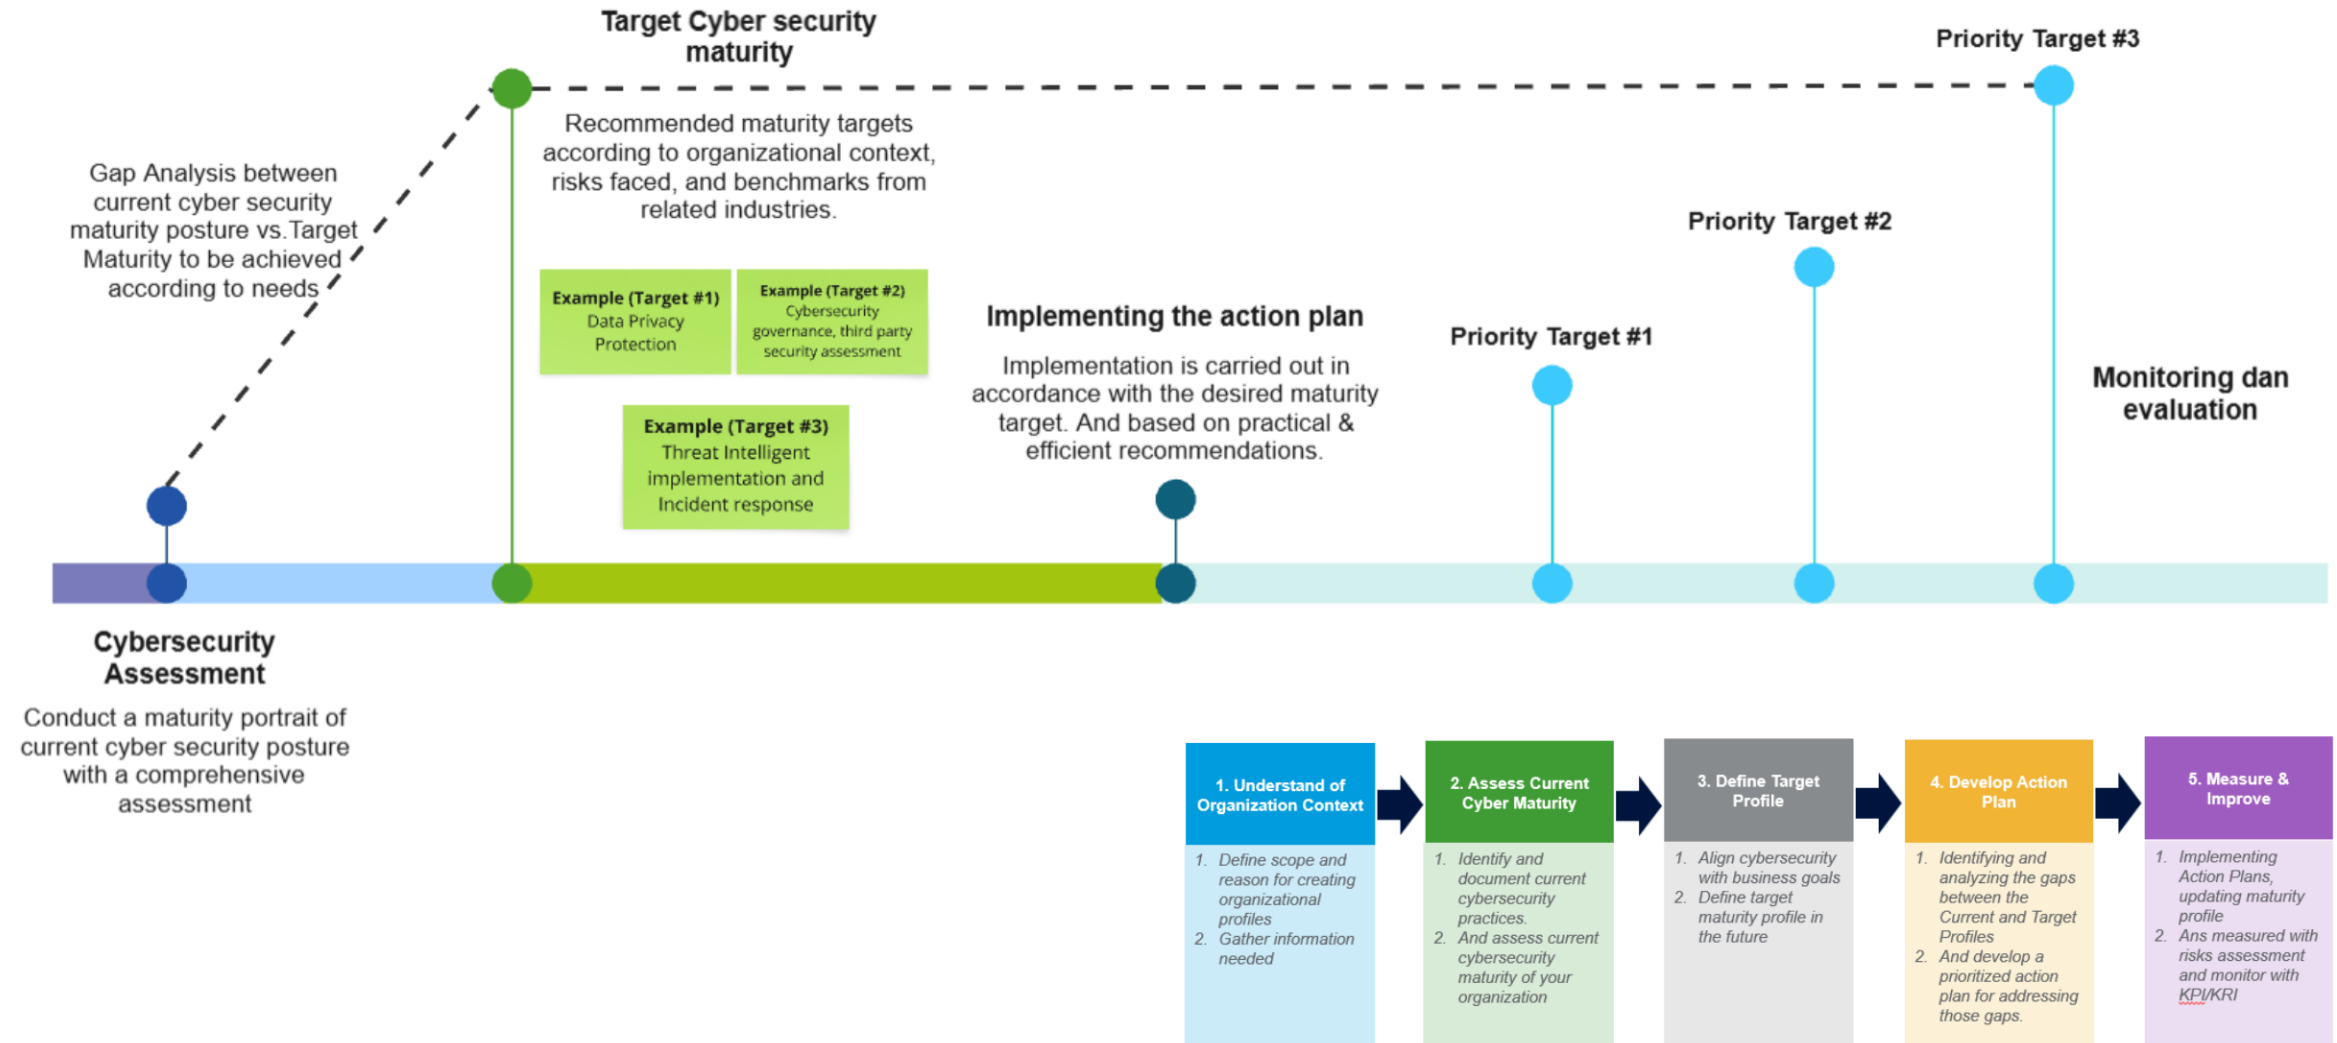 Target Cyber security
maturity
Priority Target #3
Recommended maturity targets
according to organizational context,
risks faced, and benchmarks from
related industries.
Gap Analysis between
current cyber security
maturity posture vs.Target
Maturity to be achieved
according to needs
Priority Target #2
Example (Target #1)
Data Privacy
Protection
Example (Target #2)
Cybersecurity
governance, third party
security assessment
Example (Target #3)
Threat Intelligent
implementation and
Incident response
Implementing the action plan
Implementation is carried out in
accordance with the desired maturity
target. And based on practical &
efficient recommendations.
Priority Target #1
Monitoring dan
evaluation
Cybersecurity
Assessment
Conduct a maturity portrait of
current cyber security posture
with a comprehensive
assessment
1. Understand of
Organization Context
1. Define scope and
reason for creating
organizational
profiles
2. Gather information
needed
2. Assess Current
Cyber Maturity
1. Identify and
document current
cybersecurity
practices.
2. And assess current
cybersecurity
maturity of your
organization
3. Define Target
Profile
1. Align cybersecurity
with business goals
2. Define target
maturity profile in
the future
4. Develop Action
Plan
1. Identifying and
analyzing the gaps
between the
Current and Target
Profiles
2. And develop a
prioritized action
plan for addressing
those gaps.
5. Measure &
Improve
1. Implementing
Action Plans,
updating maturity
profile
2. Ans measured with
risks assessment
and monitor with
KPI/KRI